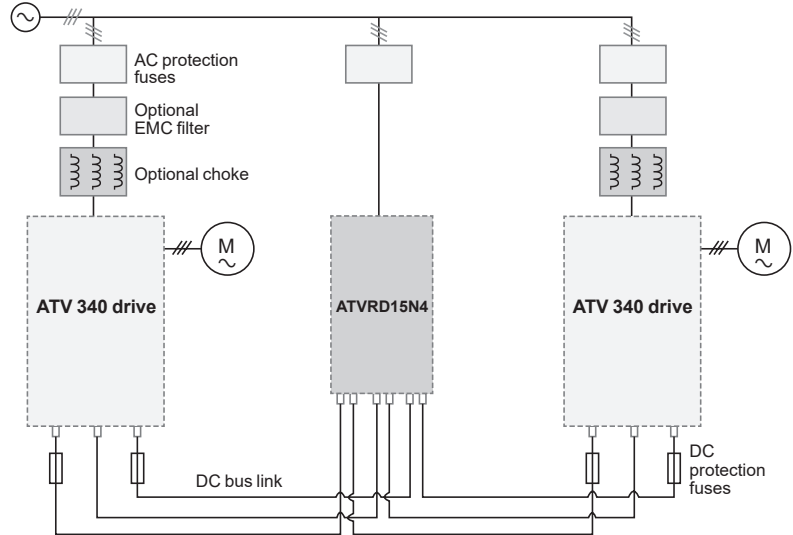 AC protection
fuses
Optional
EMC filter
Optional choke
M
M
ATV 340 drive
ATVRD15N4
ATV 340 drive
DC bus link
DC
protection
fuses